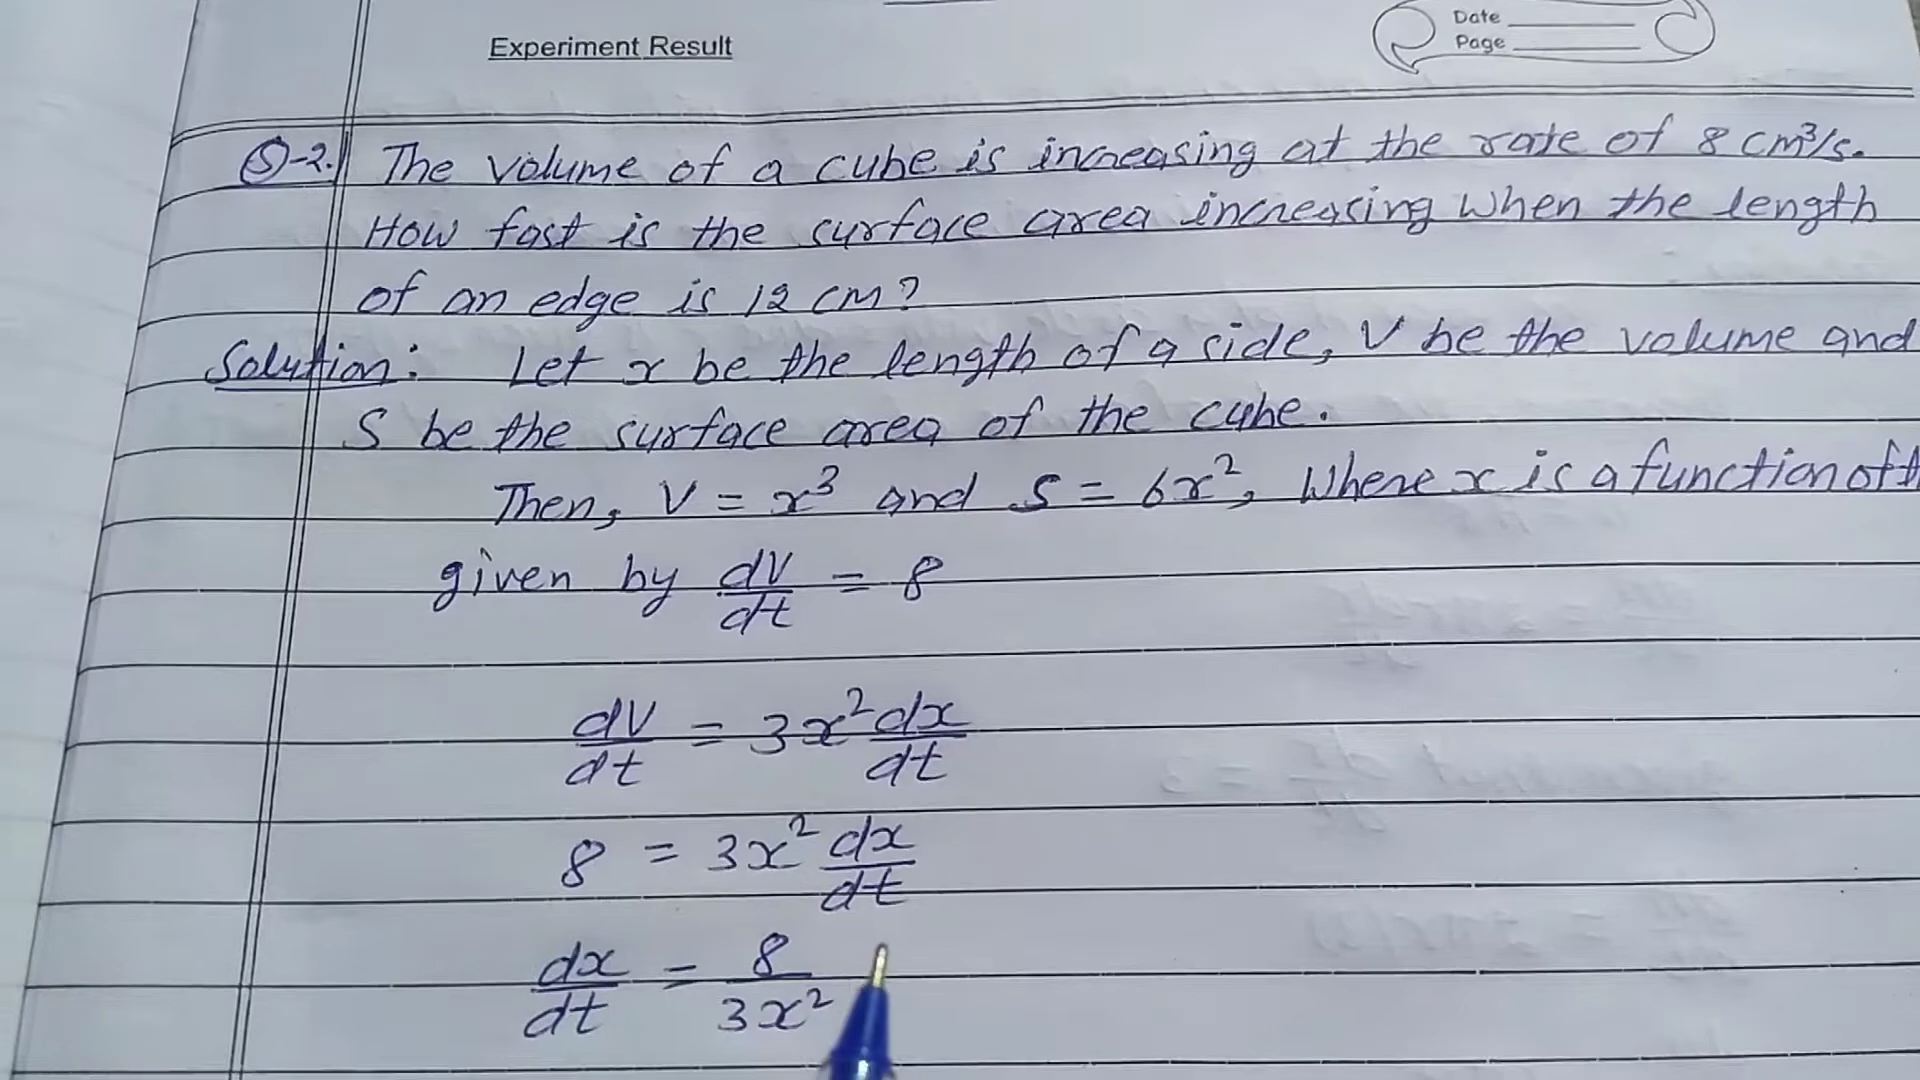 Date
Experiment Result
Page
Q-2. The volume of a cube is increasing at the rate of 8 cm³/s.
How fast is the surface area increasing when the length
of an edge is 12 cm?
Solution: Let x be the length of a side, V be the volume and
S be the surface area of the cube.
Then, V = x³ and S = 6x², Where x is a function of t
given by dV/dt = 8
dV/dt = 3x² dx/dt
8 = 3x² dx/dt
dx/dt = 8/3x²